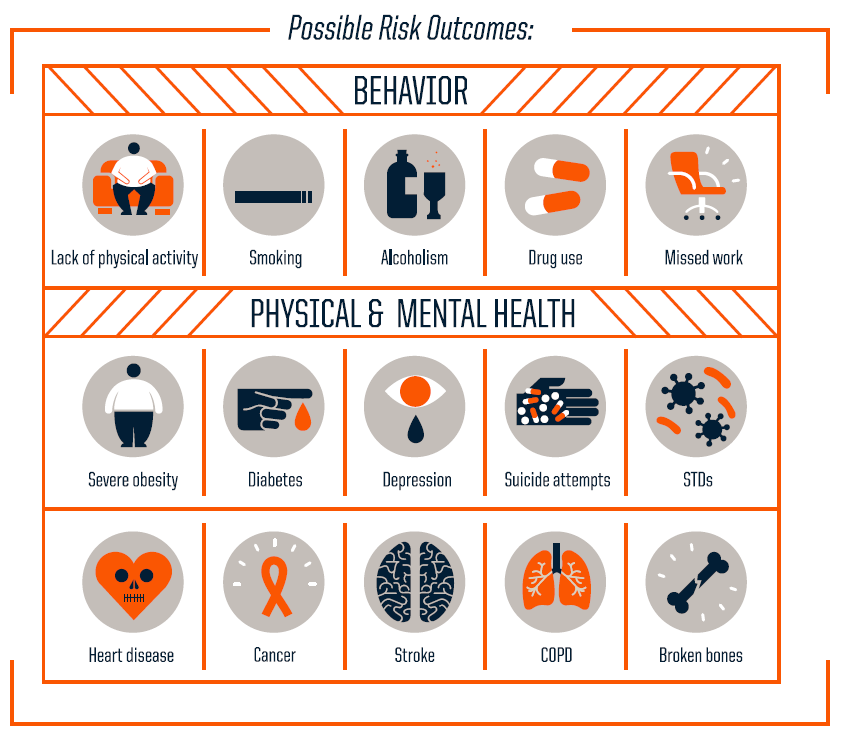 Possible Risk Outcomes:
BEHAVIOR
Lack of physical activity
Smoking
Alcoholism
Drug use
Missed work
PHYSICAL & MENTAL HEALTH
Severe obesity
Diabetes
Depression
Suicide attempts
STDs
Heart disease
Cancer
Stroke
COPD
Broken bones